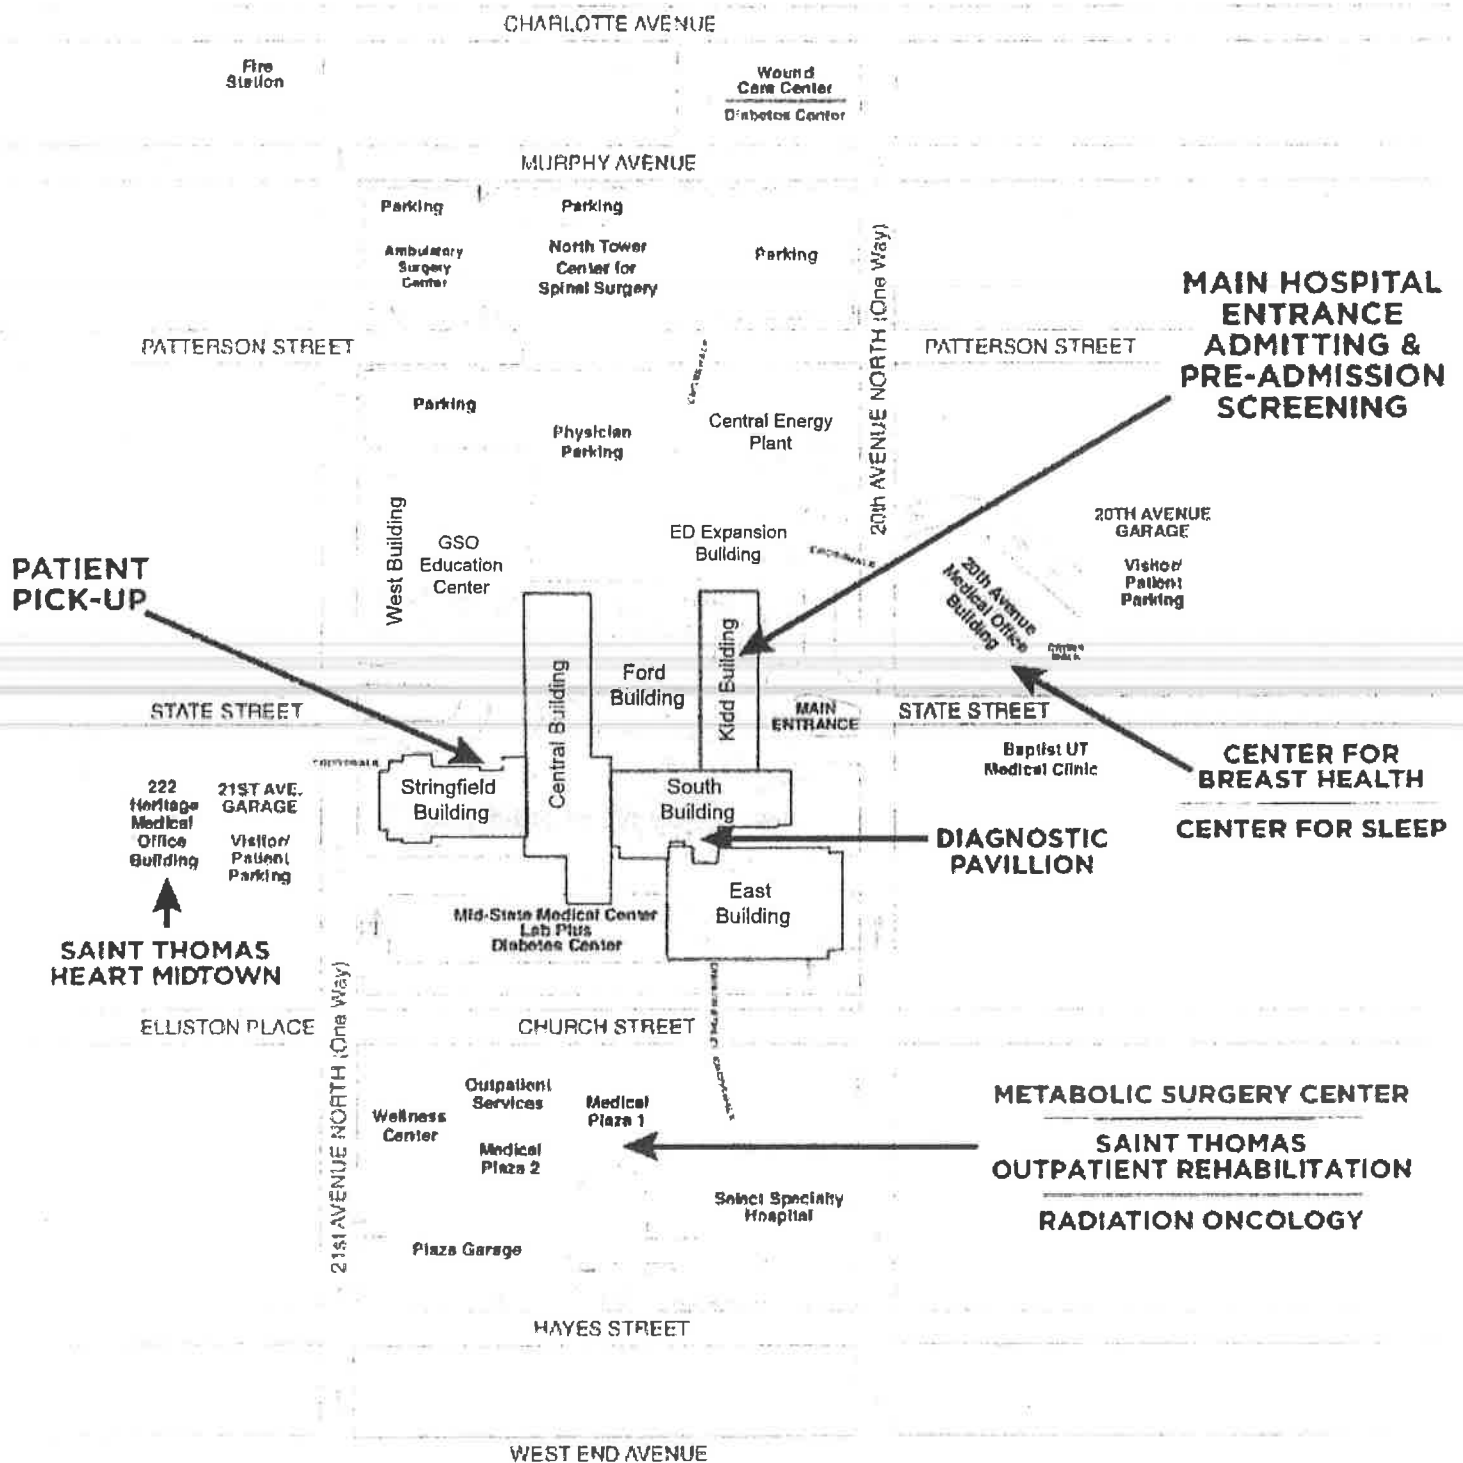 CHARLOTTE AVENUE
Fire
Station
Wound
Care Center
Diabetes Center
MURPHY AVENUE
Parking
Parking
Ambulatory
Surgery
Center
North Tower
Center for
Spinal Surgery
Parking
20th AVENUE NORTH (One Way)
MAIN HOSPITAL
ENTRANCE
ADMITTING &
PRE-ADMISSION
SCREENING
PATTERSON STREET
CROSSWALK
PATTERSON STREET
Parking
Physician
Parking
Central Energy
Plant
West Building
GSO
Education
Center
ED Expansion
Building
CROSSWALK
20TH AVENUE
GARAGE
Visitor/
Patient
Parking
20th Avenue
Medical Office
Building
CROSS
WALK
PATIENT
PICK-UP
Central Building
Ford
Building
Kidd Building
STATE STREET
MAIN
ENTRANCE
STATE STREET
CROSSWALK
Baptist UT
Medical Clinic
CENTER FOR
BREAST HEALTH
CENTER FOR SLEEP
222
Heritage
Medical
Office
Building
21ST AVE.
GARAGE
Visitor/
Patient
Parking
Stringfield
Building
South
Building
DIAGNOSTIC
PAVILLION
East
Building
Mid-State Medical Center
Lab Plus
Diabetes Center
SAINT THOMAS
HEART MIDTOWN
ELLISTON PLACE
21st AVENUE NORTH (One Way)
CHURCH STREET
CROSSWALK
Outpatient
Services
Wellness
Center
Medical
Plaza 1
Medical
Plaza 2
METABOLIC SURGERY CENTER
SAINT THOMAS
OUTPATIENT REHABILITATION
RADIATION ONCOLOGY
Select Specialty
Hospital
Plaza Garage
HAYES STREET
WEST END AVENUE